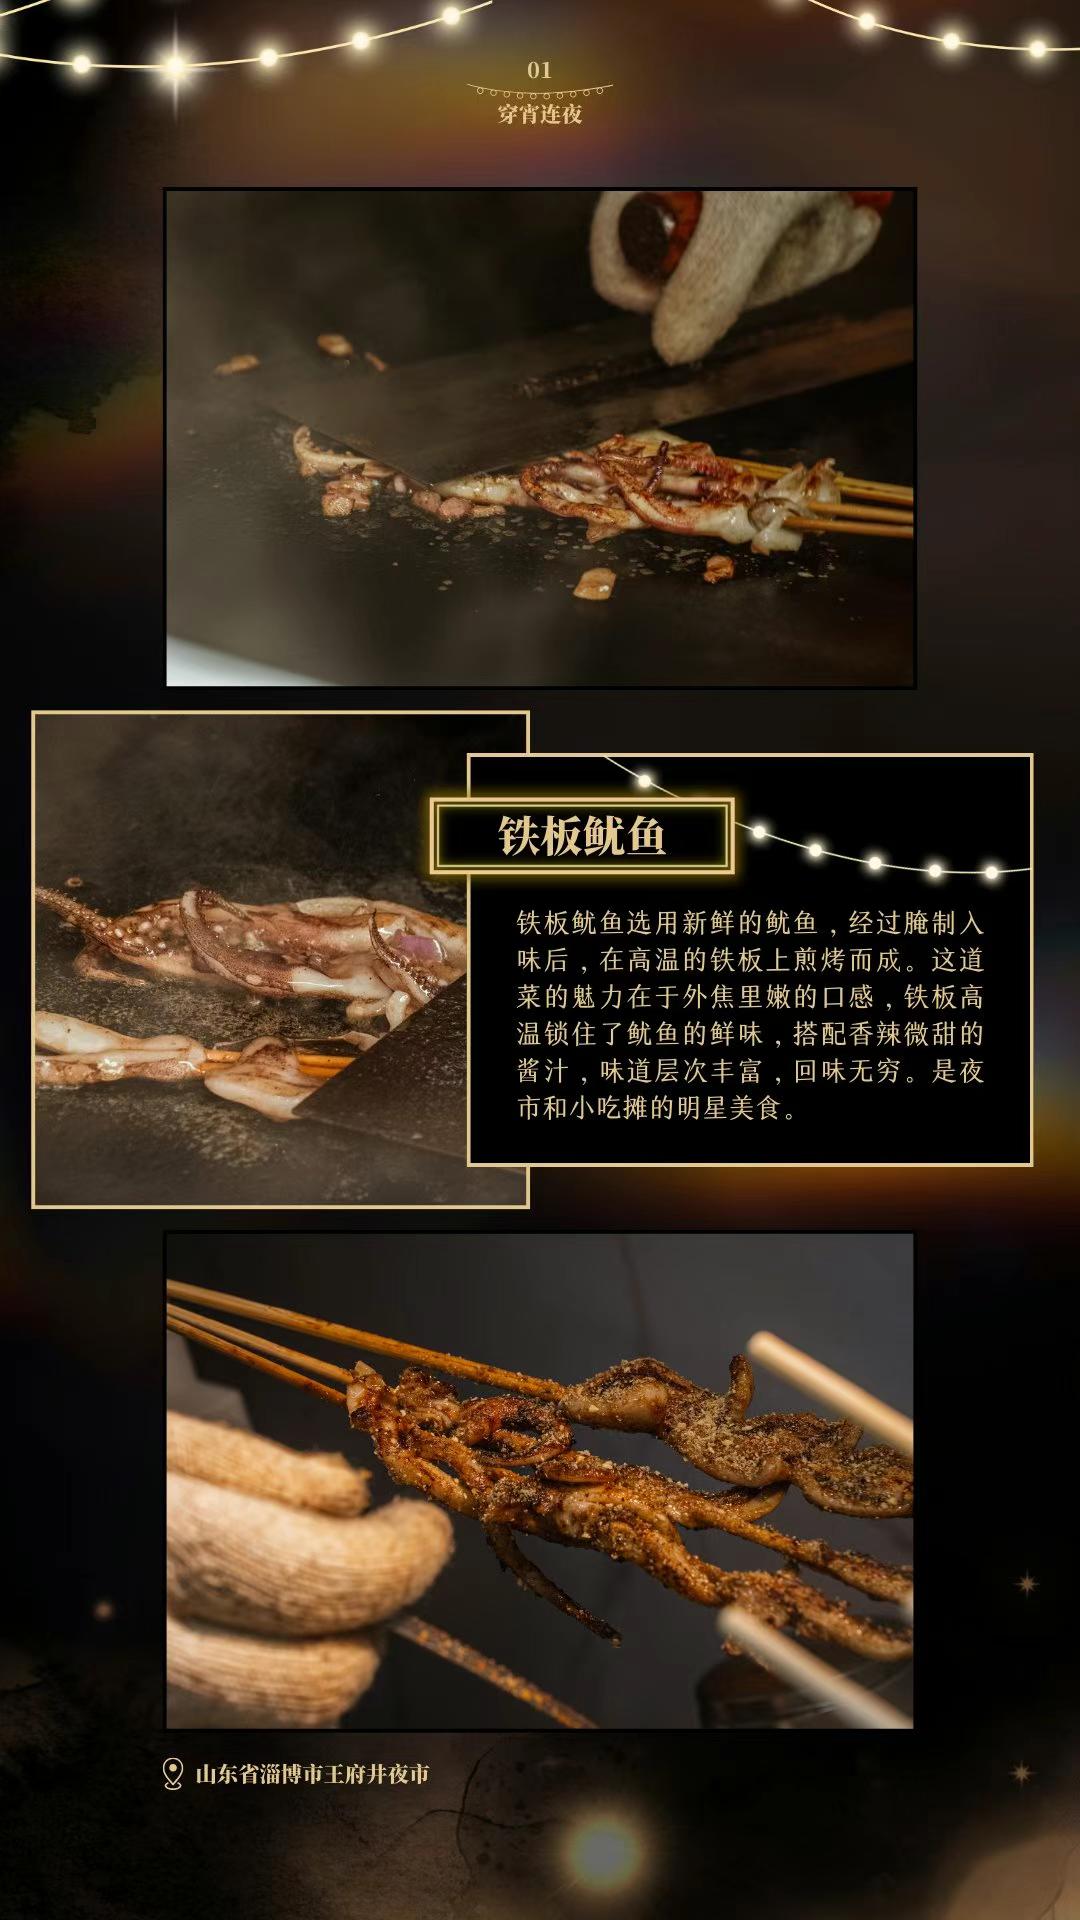 01
穿宵连夜
铁板鱿鱼
铁板鱿鱼选用新鲜的鱿鱼，经过腌制入
味后，在高温的铁板上煎烤而成。这道
菜的魅力在于外焦里嫩的口感，铁板高
温锁住了鱿鱼的鲜味，搭配香辣微甜的
酱汁，味道层次丰富，回味无穷。是夜
市和小吃摊的明星美食。
山东省淄博市王府井夜市